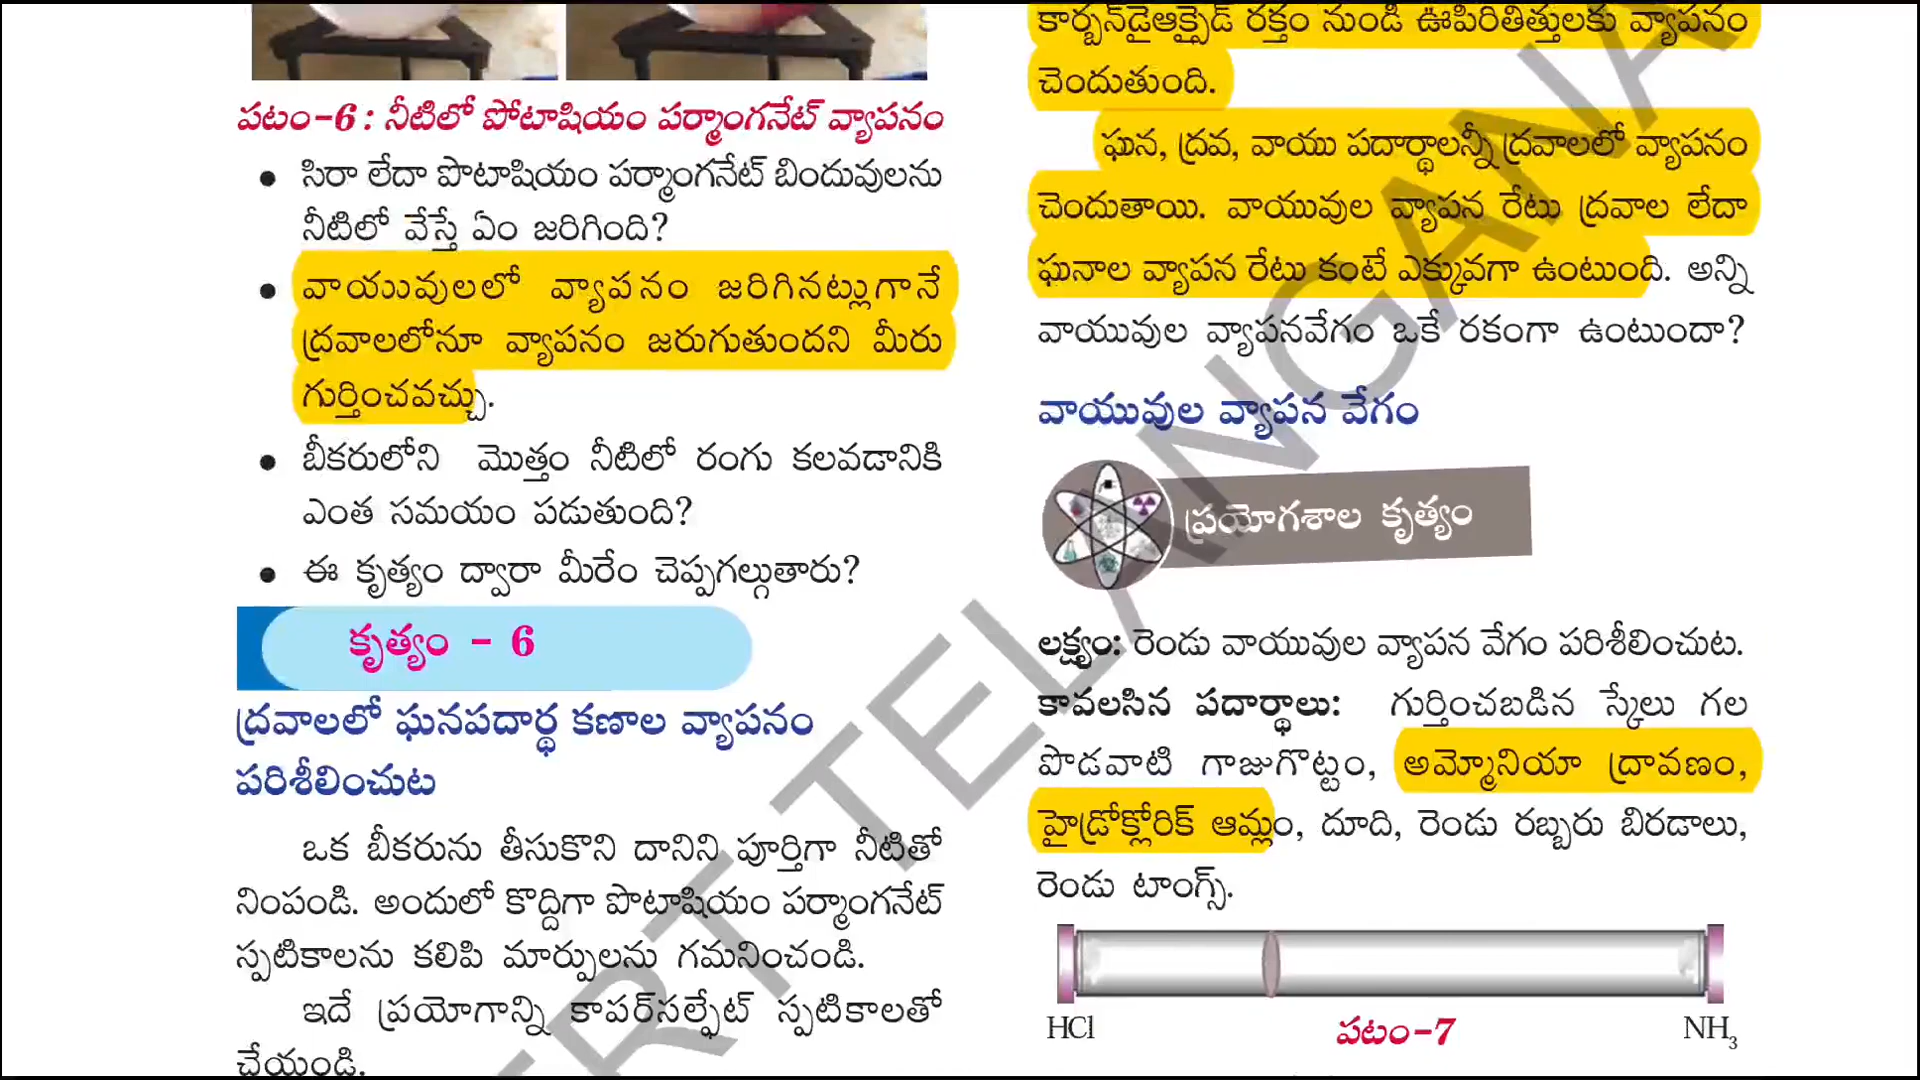 పటం-6 : నీటిలో పోటాషియం పర్మాంగనేట్ వ్యాపనం
● సిరా లేదా పొటాషియం పర్మాంగనేట్ బిందువులను
నీటిలో వేస్తే ఏం జరిగింది?
● వాయువులలో వ్యాపనం జరిగినట్లుగానే
ద్రవాలలోనూ వ్యాపనం జరుగుతుందని మీరు
గుర్తించవచ్చు.
● బీకరులోని మొత్తం నీటిలో రంగు కలవడానికి
ఎంత సమయం పడుతుంది?
● ఈ కృత్యం ద్వారా మీరేం చెప్పగల్గుతారు?
కృత్యం - 6
ద్రవాలలో ఘనపదార్థ కణాల వ్యాపనం
పరిశీలించుట
ఒక బీకరును తీసుకొని దానిని పూర్తిగా నీటితో
నింపండి. అందులో కొద్దిగా పొటాషియం పర్మాంగనేట్
స్పటికాలను కలిపి మార్పులను గమనించండి.
ఇదే ప్రయోగాన్ని కాపర్‌సల్ఫేట్ స్పటికాలతో
చేయండి.
కార్బన్‌డైఆక్సైడ్ రక్తం నుండి ఊపిరితిత్తులకు వ్యాపనం
చెందుతుంది.
ఘన, ద్రవ, వాయు పదార్థాలన్నీ ద్రవాలలో వ్యాపనం
చెందుతాయి. వాయువుల వ్యాపన రేటు ద్రవాల లేదా
ఘనాల వ్యాపన రేటు కంటే ఎక్కువగా ఉంటుంది. అన్ని
వాయువుల వ్యాపనవేగం ఒకే రకంగా ఉంటుందా?
వాయువుల వ్యాపన వేగం
ప్రయోగశాల కృత్యం
లక్ష్యం: రెండు వాయువుల వ్యాపన వేగం పరిశీలించుట.
కావలసిన పదార్థాలు: గుర్తించబడిన స్కేలు గల
పొడవాటి గాజుగొట్టం, అమ్మోనియా ద్రావణం,
హైడ్రోక్లోరిక్ ఆమ్లం, దూది, రెండు రబ్బరు బిరడాలు,
రెండు టాంగ్స్.
HCl పటం-7 NH3
ERT TELANGANA